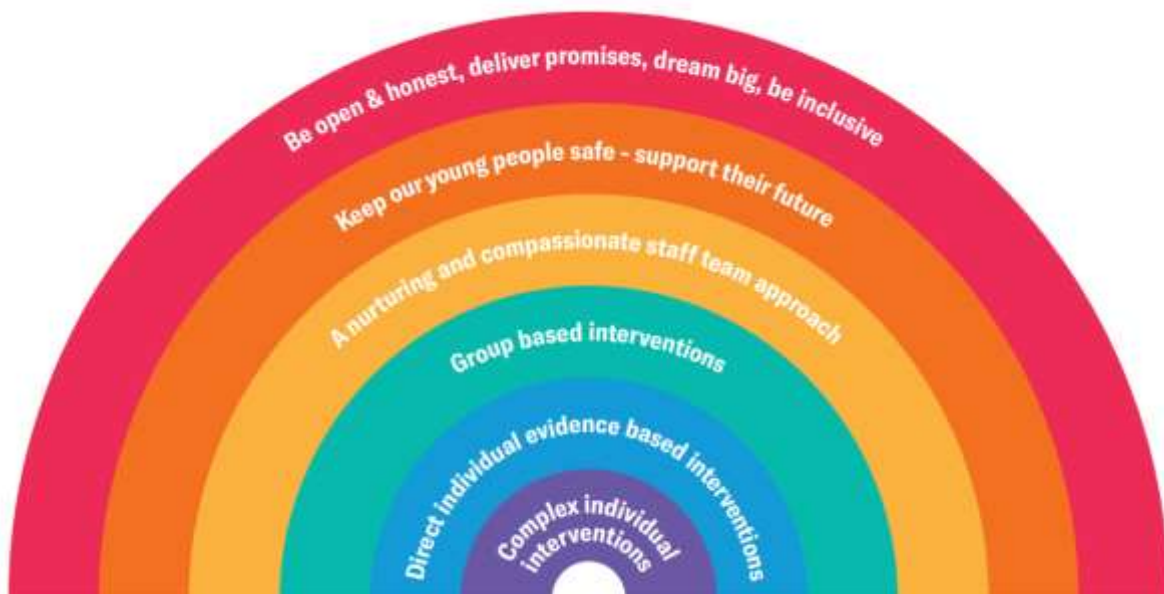 Be open & honest, deliver promises, dream big, be inclusive
Keep our young people safe - support their future
A nurturing and compassionate staff team approach
Group based interventions
Direct individual evidence based interventions
Complex individual
interventions